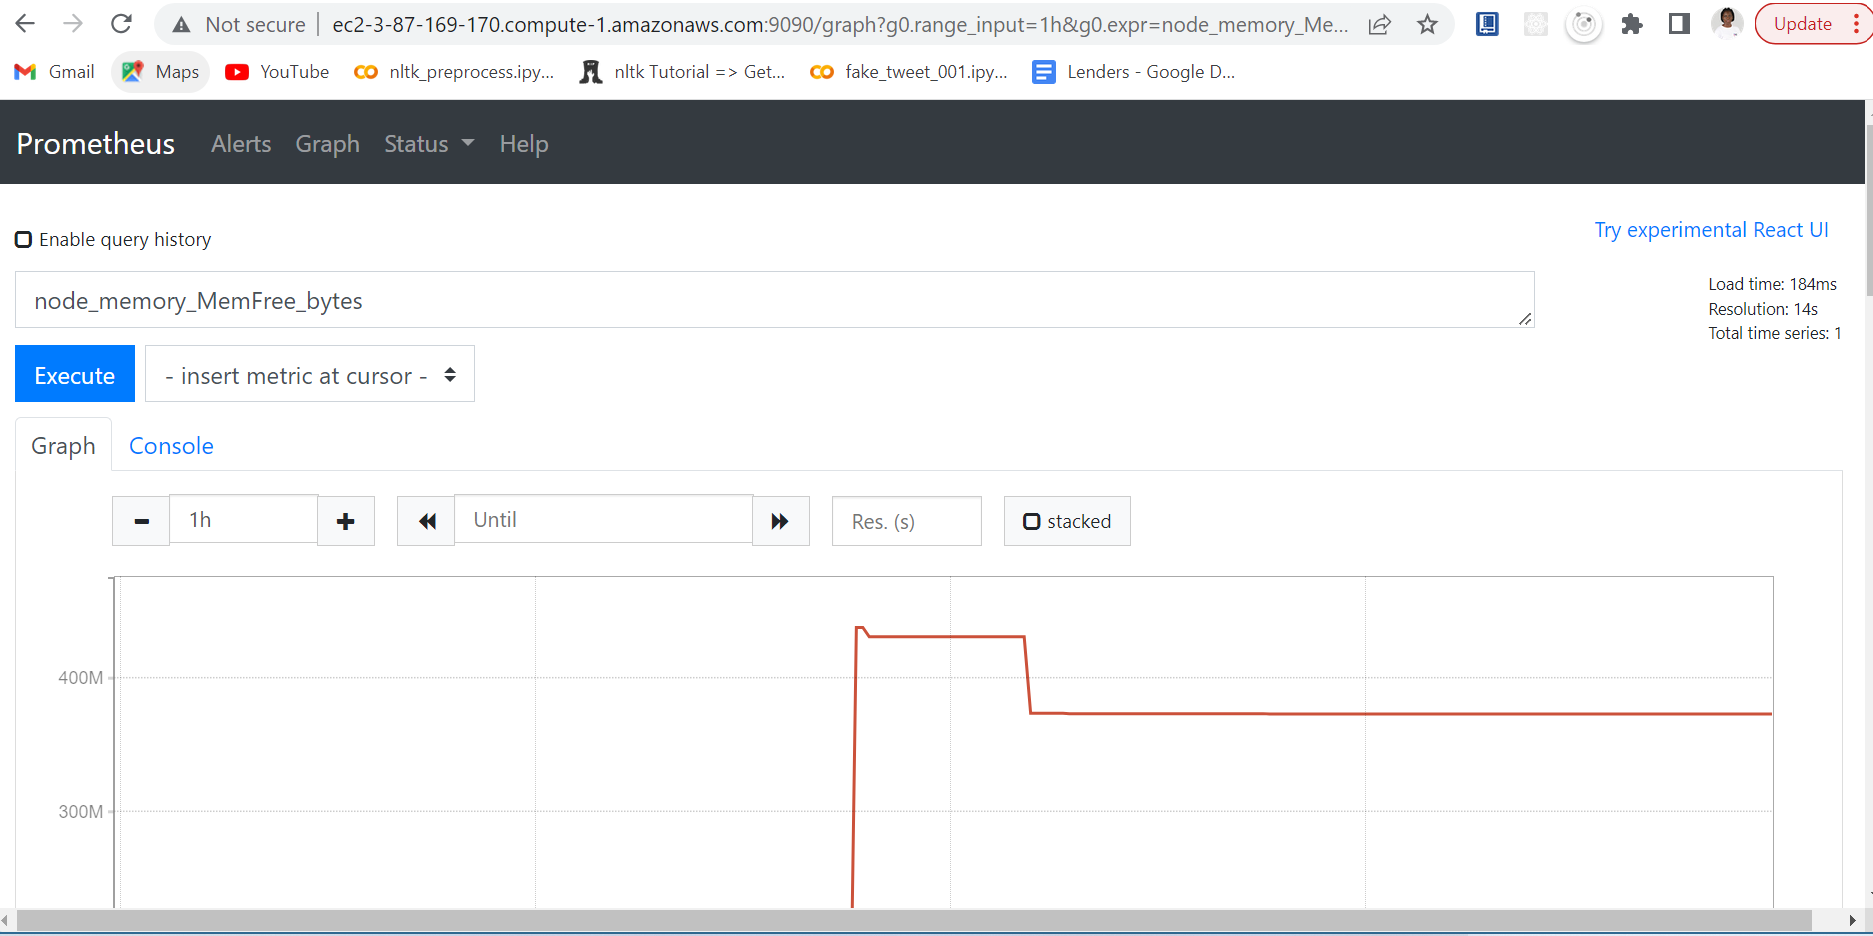 Not secure | ec2-3-87-169-170.compute-1.amazonaws.com:9090/graph?g0.range_input=1h&g0.expr=node_memory_Me... Update
Gmail Maps YouTube nltk_preprocess.ipy... nltk Tutorial => Get... fake_tweet_001.ipy... Lenders - Google D...
Prometheus Alerts Graph Status Help
Try experimental React UI
Enable query history
node_memory_MemFree_bytes
Load time: 184ms
Resolution: 14s
Total time series: 1
Execute - insert metric at cursor -
Graph Console
1h Until Res. (s) stacked
400M
300M